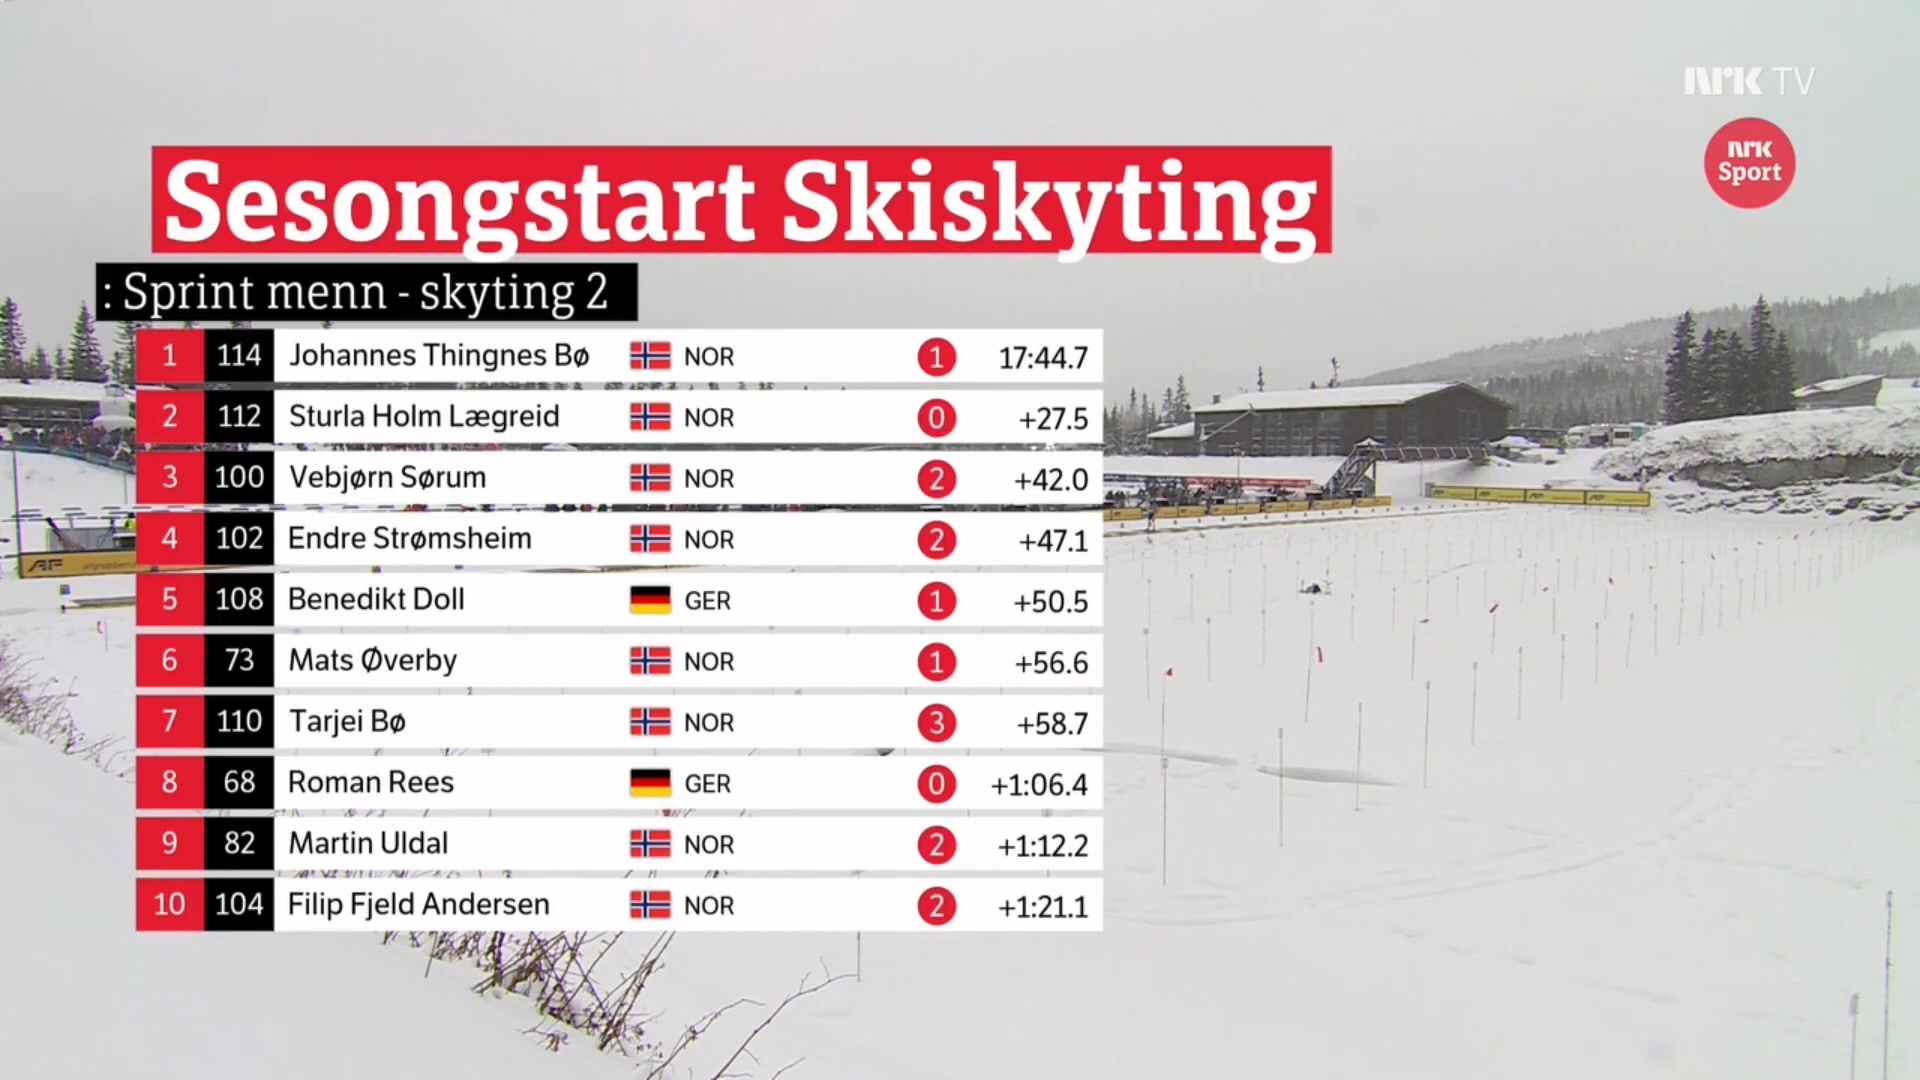 nrk TV
nrk
Sport
Sesongstart Skiskyting
: Sprint menn - skyting 2
1 114 Johannes Thingnes Bø NOR 1 17:44.7
2 112 Sturla Holm Lægreid NOR 0 +27.5
3 100 Vebjørn Sørum NOR 2 +42.0
4 102 Endre Strømsheim NOR 2 +47.1
5 108 Benedikt Doll GER 1 +50.5
6 73 Mats Øverby NOR 1 +56.6
7 110 Tarjei Bø NOR 3 +58.7
8 68 Roman Rees GER 0 +1:06.4
9 82 Martin Uldal NOR 2 +1:12.2
10 104 Filip Fjeld Andersen NOR 2 +1:21.1
AF